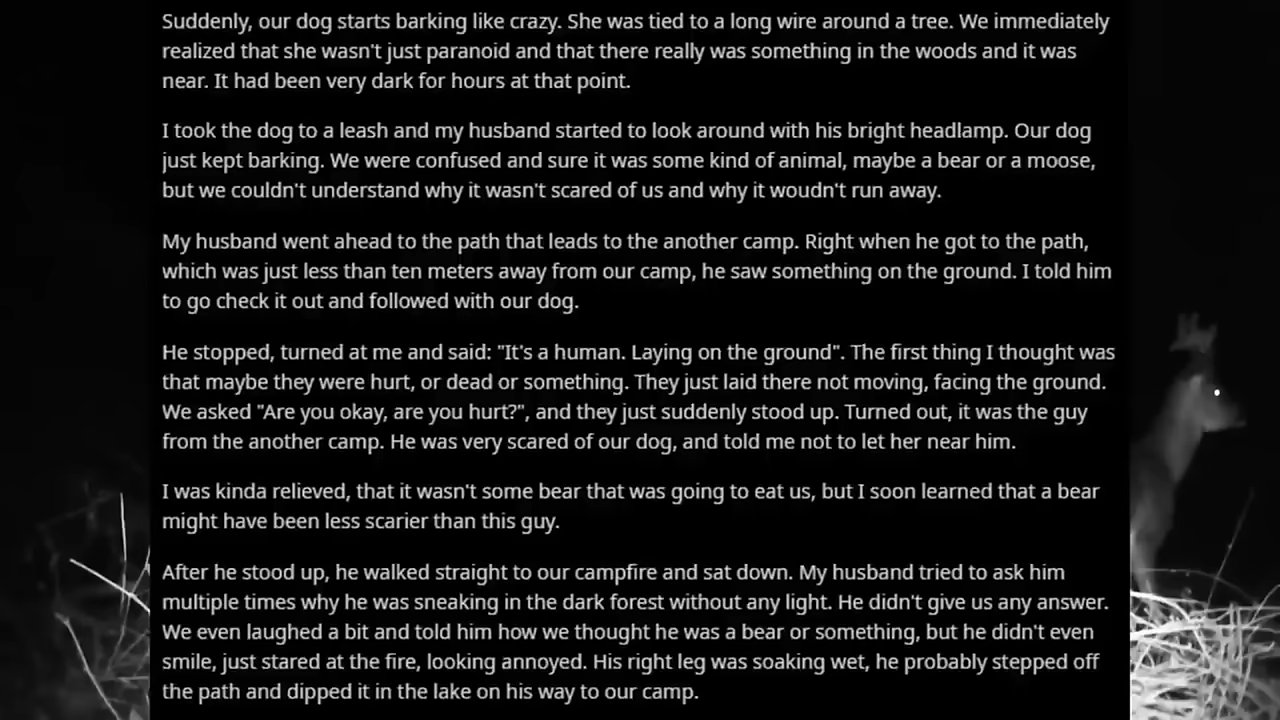 Suddenly, our dog starts barking like crazy. She was tied to a long wire around a tree. We immediately
realized that she wasn't just paranoid and that there really was something in the woods and it was
near. It had been very dark for hours at that point.
I took the dog to a leash and my husband started to look around with his bright headlamp. Our dog
just kept barking. We were confused and sure it was some kind of animal, maybe a bear or a moose,
but we couldn't understand why it wasn't scared of us and why it woudn't run away.
My husband went ahead to the path that leads to the another camp. Right when he got to the path,
which was just less than ten meters away from our camp, he saw something on the ground. I told him
to go check it out and followed with our dog.
He stopped, turned at me and said: "It's a human. Laying on the ground". The first thing I thought was
that maybe they were hurt, or dead or something. They just laid there not moving, facing the ground.
We asked "Are you okay, are you hurt?", and they just suddenly stood up. Turned out, it was the guy
from the another camp. He was very scared of our dog, and told me not to let her near him.
I was kinda relieved, that it wasn't some bear that was going to eat us, but I soon learned that a bear
might have been less scarier than this guy.
After he stood up, he walked straight to our campfire and sat down. My husband tried to ask him
multiple times why he was sneaking in the dark forest without any light. He didn't give us any answer.
We even laughed a bit and told him how we thought he was a bear or something, but he didn't even
smile, just stared at the fire, looking annoyed. His right leg was soaking wet, he probably stepped off
the path and dipped it in the lake on his way to our camp.